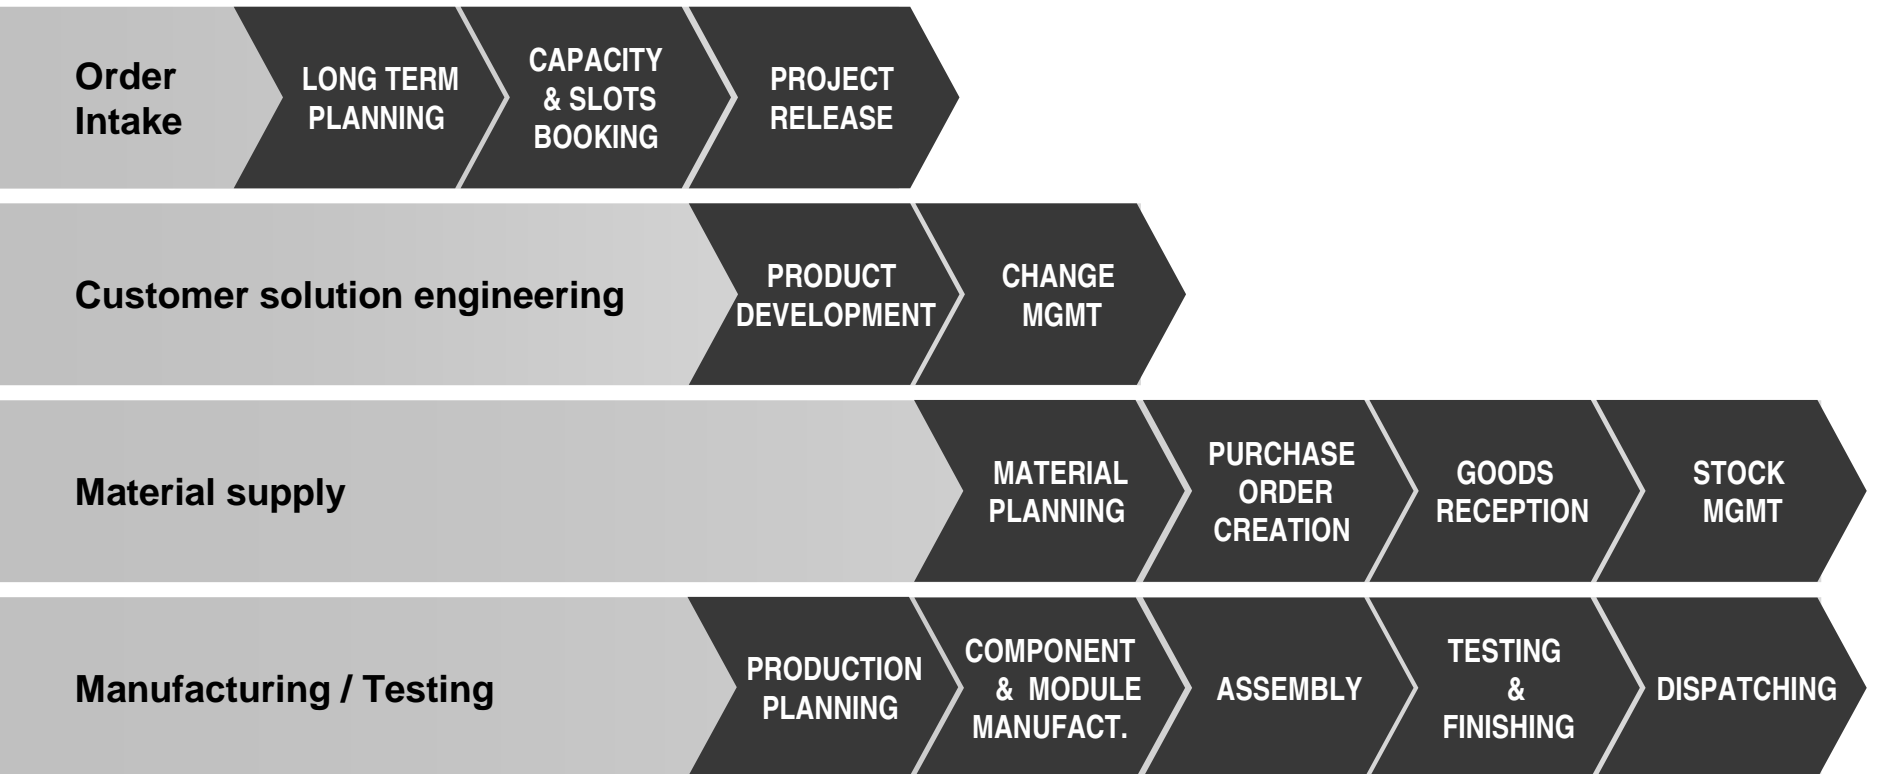 Order
Intake
LONG TERM
PLANNING
CAPACITY
& SLOTS
BOOKING
PROJECT
RELEASE
Customer solution engineering
PRODUCT
DEVELOPMENT
CHANGE
MGMT
Material supply
MATERIAL
PLANNING
PURCHASE
ORDER
CREATION
GOODS
RECEPTION
STOCK
MGMT
Manufacturing / Testing
PRODUCTION
PLANNING
COMPONENT
& MODULE
MANUFACT.
ASSEMBLY
TESTING
&
FINISHING
DISPATCHING